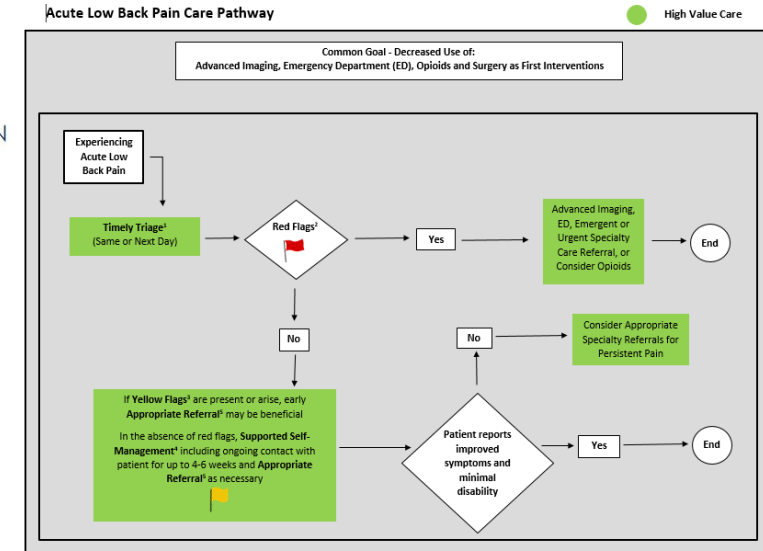 Acute Low Back Pain Care Pathway
High Value Care
Common Goal - Decreased Use of:
Advanced Imaging, Emergency Department (ED), Opioids and Surgery as First Interventions
N
Experiencing
Acute Low
Back Pain
Timely Triage¹
(Same or Next Day)
Red Flags²
Yes
Advanced Imaging,
ED, Emergent or
Urgent Specialty
Care Referral, or
Consider Opioids
End
No
If Yellow Flags³ are present or arise, early
Appropriate Referral⁵ may be beneficial
In the absence of red flags, Supported Self-
Management⁴ including ongoing contact with
patient for up to 4-6 weeks and Appropriate
Referral⁵ as necessary
Patient reports
improved
symptoms and
minimal
disability
No
Consider Appropriate
Specialty Referrals for
Persistent Pain
Yes
End